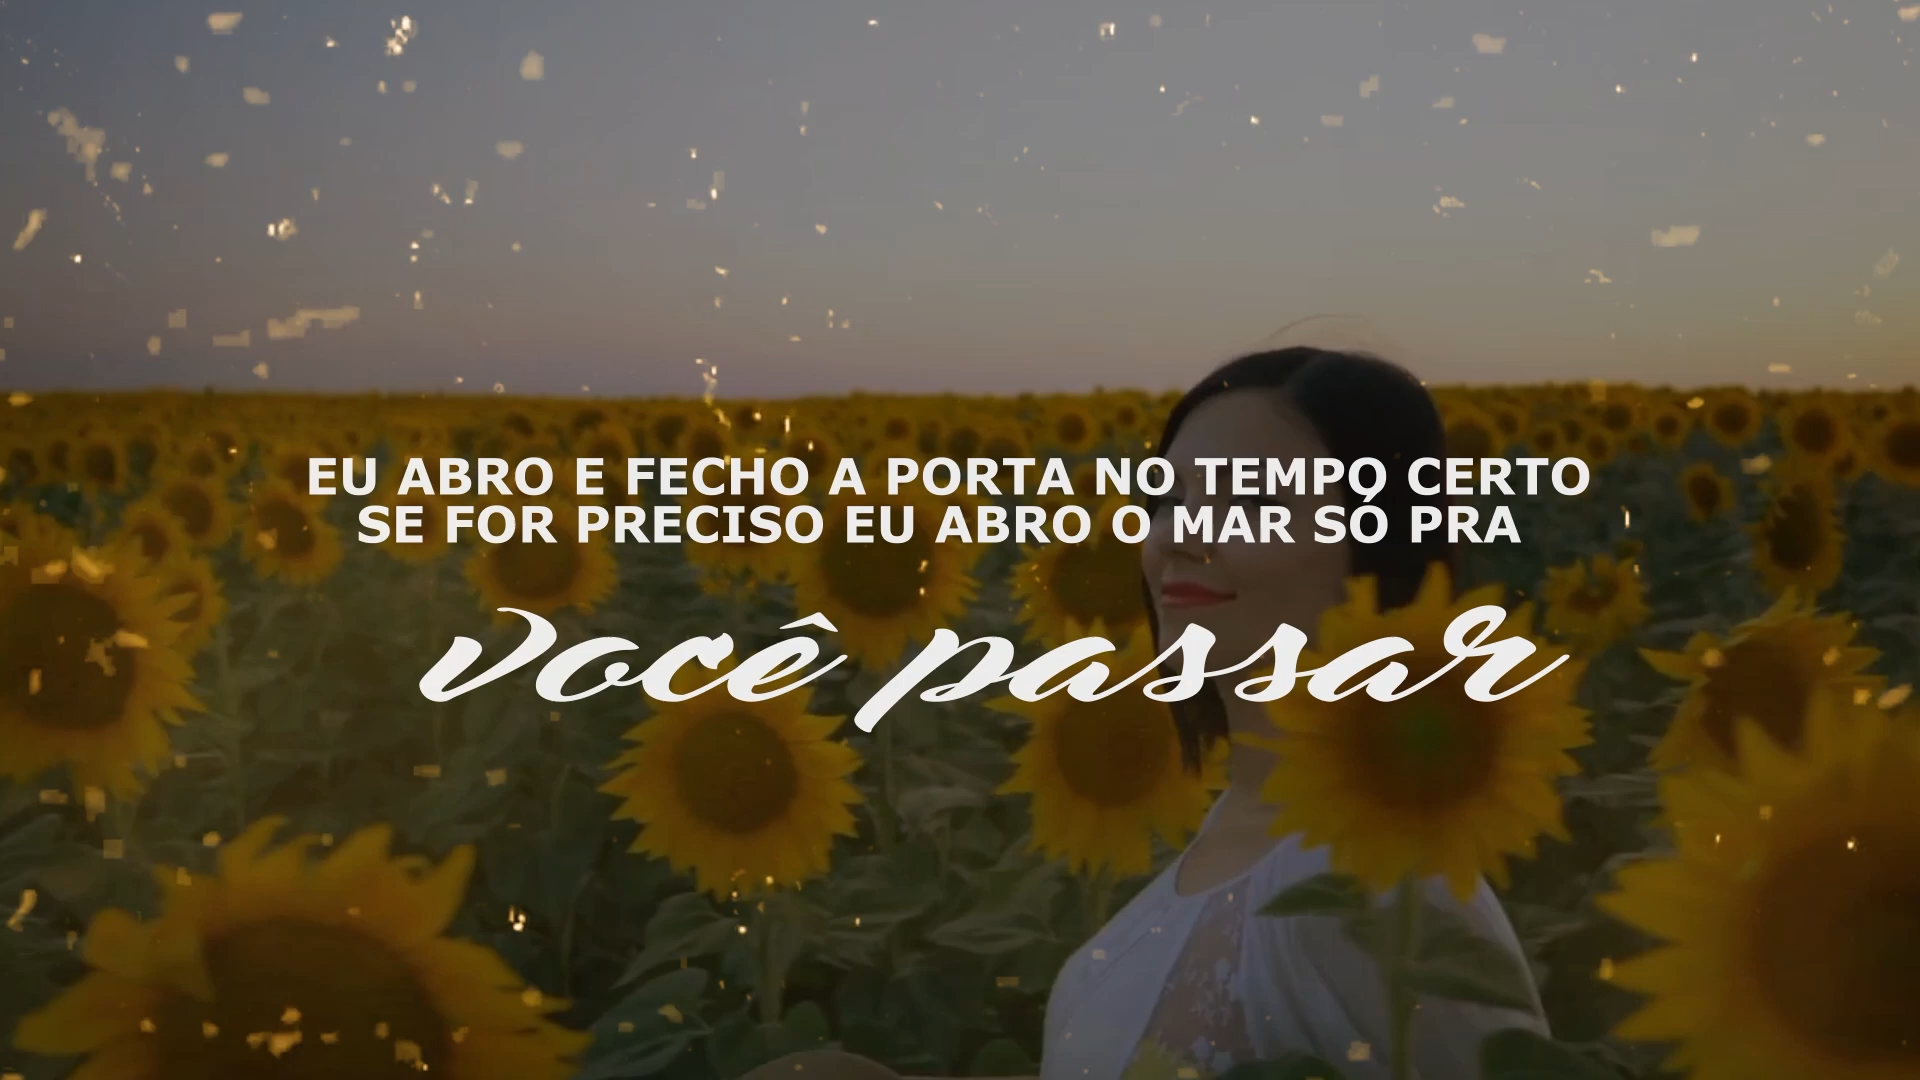 EU ABRO E FECHO A PORTA NO TEMPO CERTO
SE FOR PRECISO EU ABRO O MAR SÓ PRA
você passar